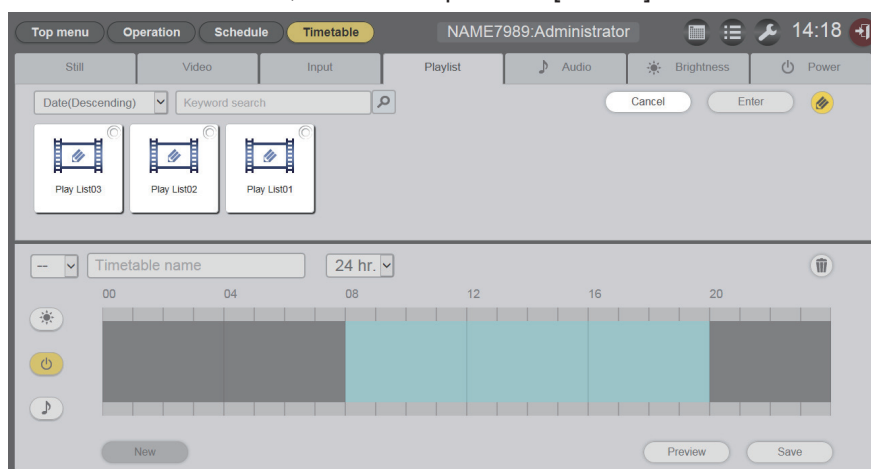 Top menu Operation Schedule Timetable NAME7989:Administrator 14:18
Still Video Input Playlist Audio Brightness Power
Date(Descending) Keyword search Cancel Enter
Play List03 Play List02 Play List01
-- Timetable name 24 hr.
00 04 08 12 16 20
New Preview Save